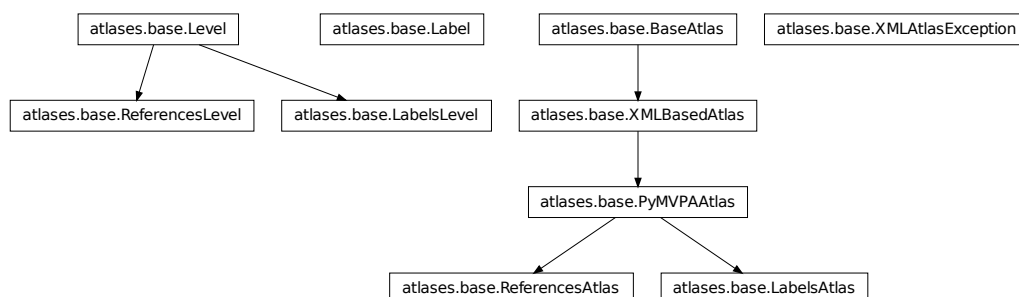 atlases.base.Level
atlases.base.Label
atlases.base.BaseAtlas
atlases.base.XMLAtlasException
atlases.base.ReferencesLevel
atlases.base.LabelsLevel
atlases.base.XMLBasedAtlas
atlases.base.PyMVPAAtlas
atlases.base.ReferencesAtlas
atlases.base.LabelsAtlas